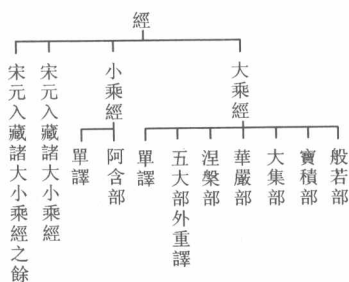 經
大乘經
般若部
寶積部
大集部
華嚴部
涅槃部
五大部外重譯
單譯
小乘經
阿含部
單譯
宋元入藏諸大小乘經
宋元入藏諸大小乘經之餘